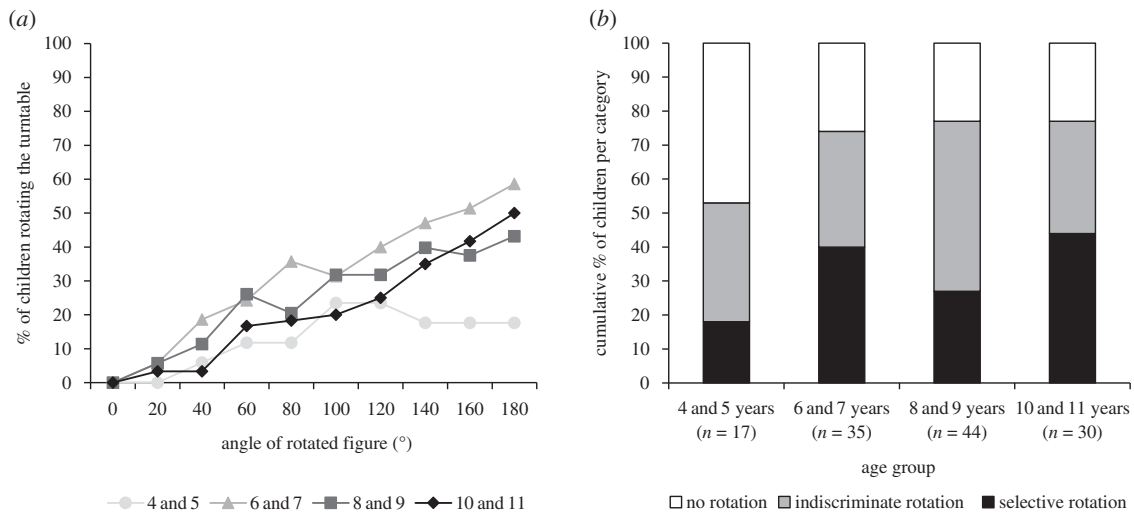 (a)
100
90
80
70
60
50
40
30
20
10
0
% of children rotating the turntable
0 20 40 60 80 100 120 140 160 180
angle of rotated figure (°)
4 and 5 6 and 7 8 and 9 10 and 11
(b)
100
90
80
70
60
50
40
30
20
10
0
cumulative % of children per category
4 and 5 years 6 and 7 years 8 and 9 years 10 and 11 years
(n = 17) (n = 35) (n = 44) (n = 30)
age group
no rotation indiscriminate rotation selective rotation